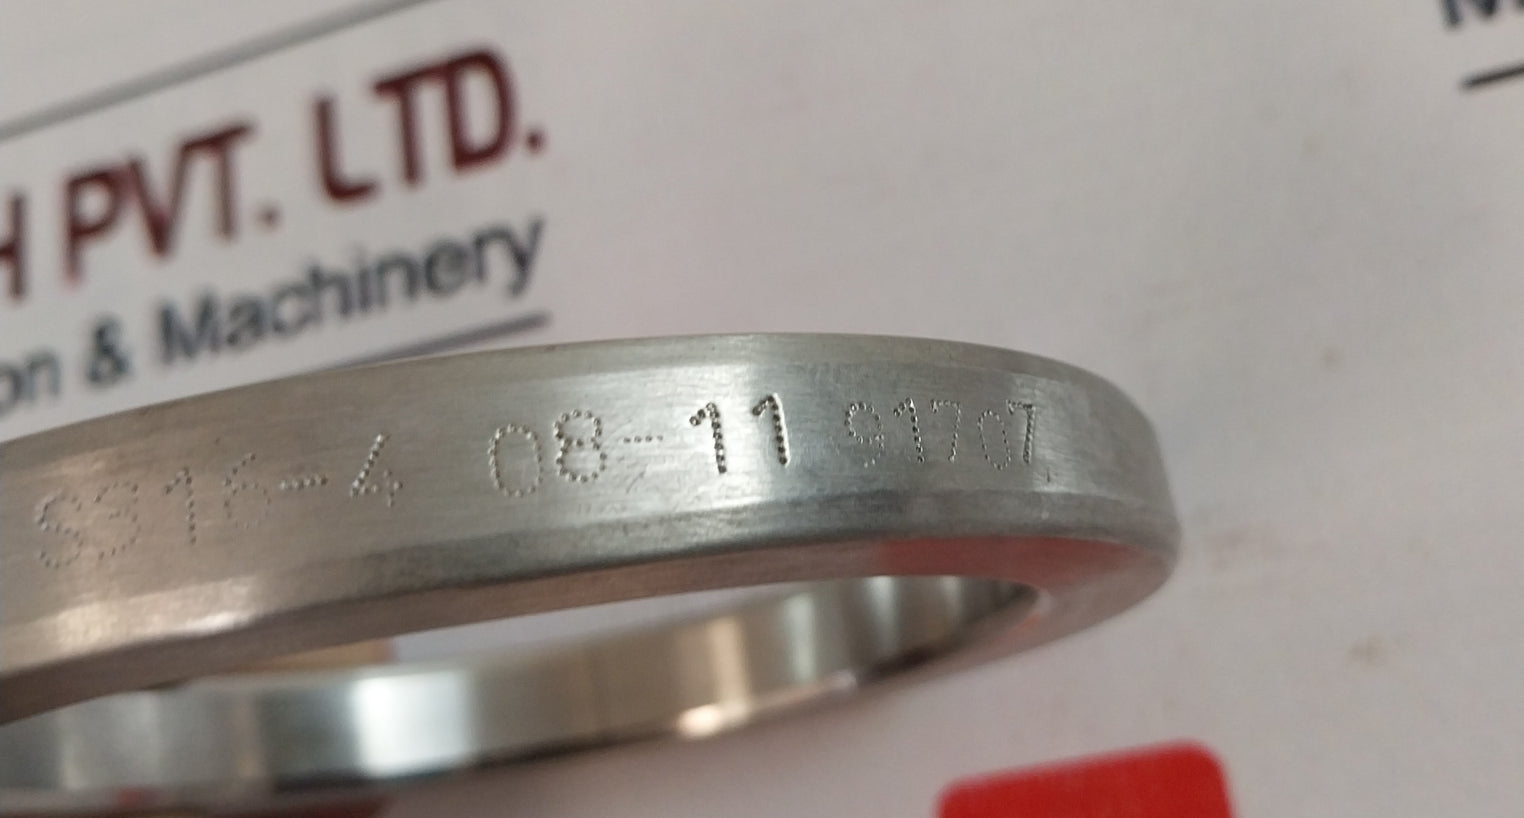 H PVT. LTD.
on & Machinery
S316-4 08-11 91707